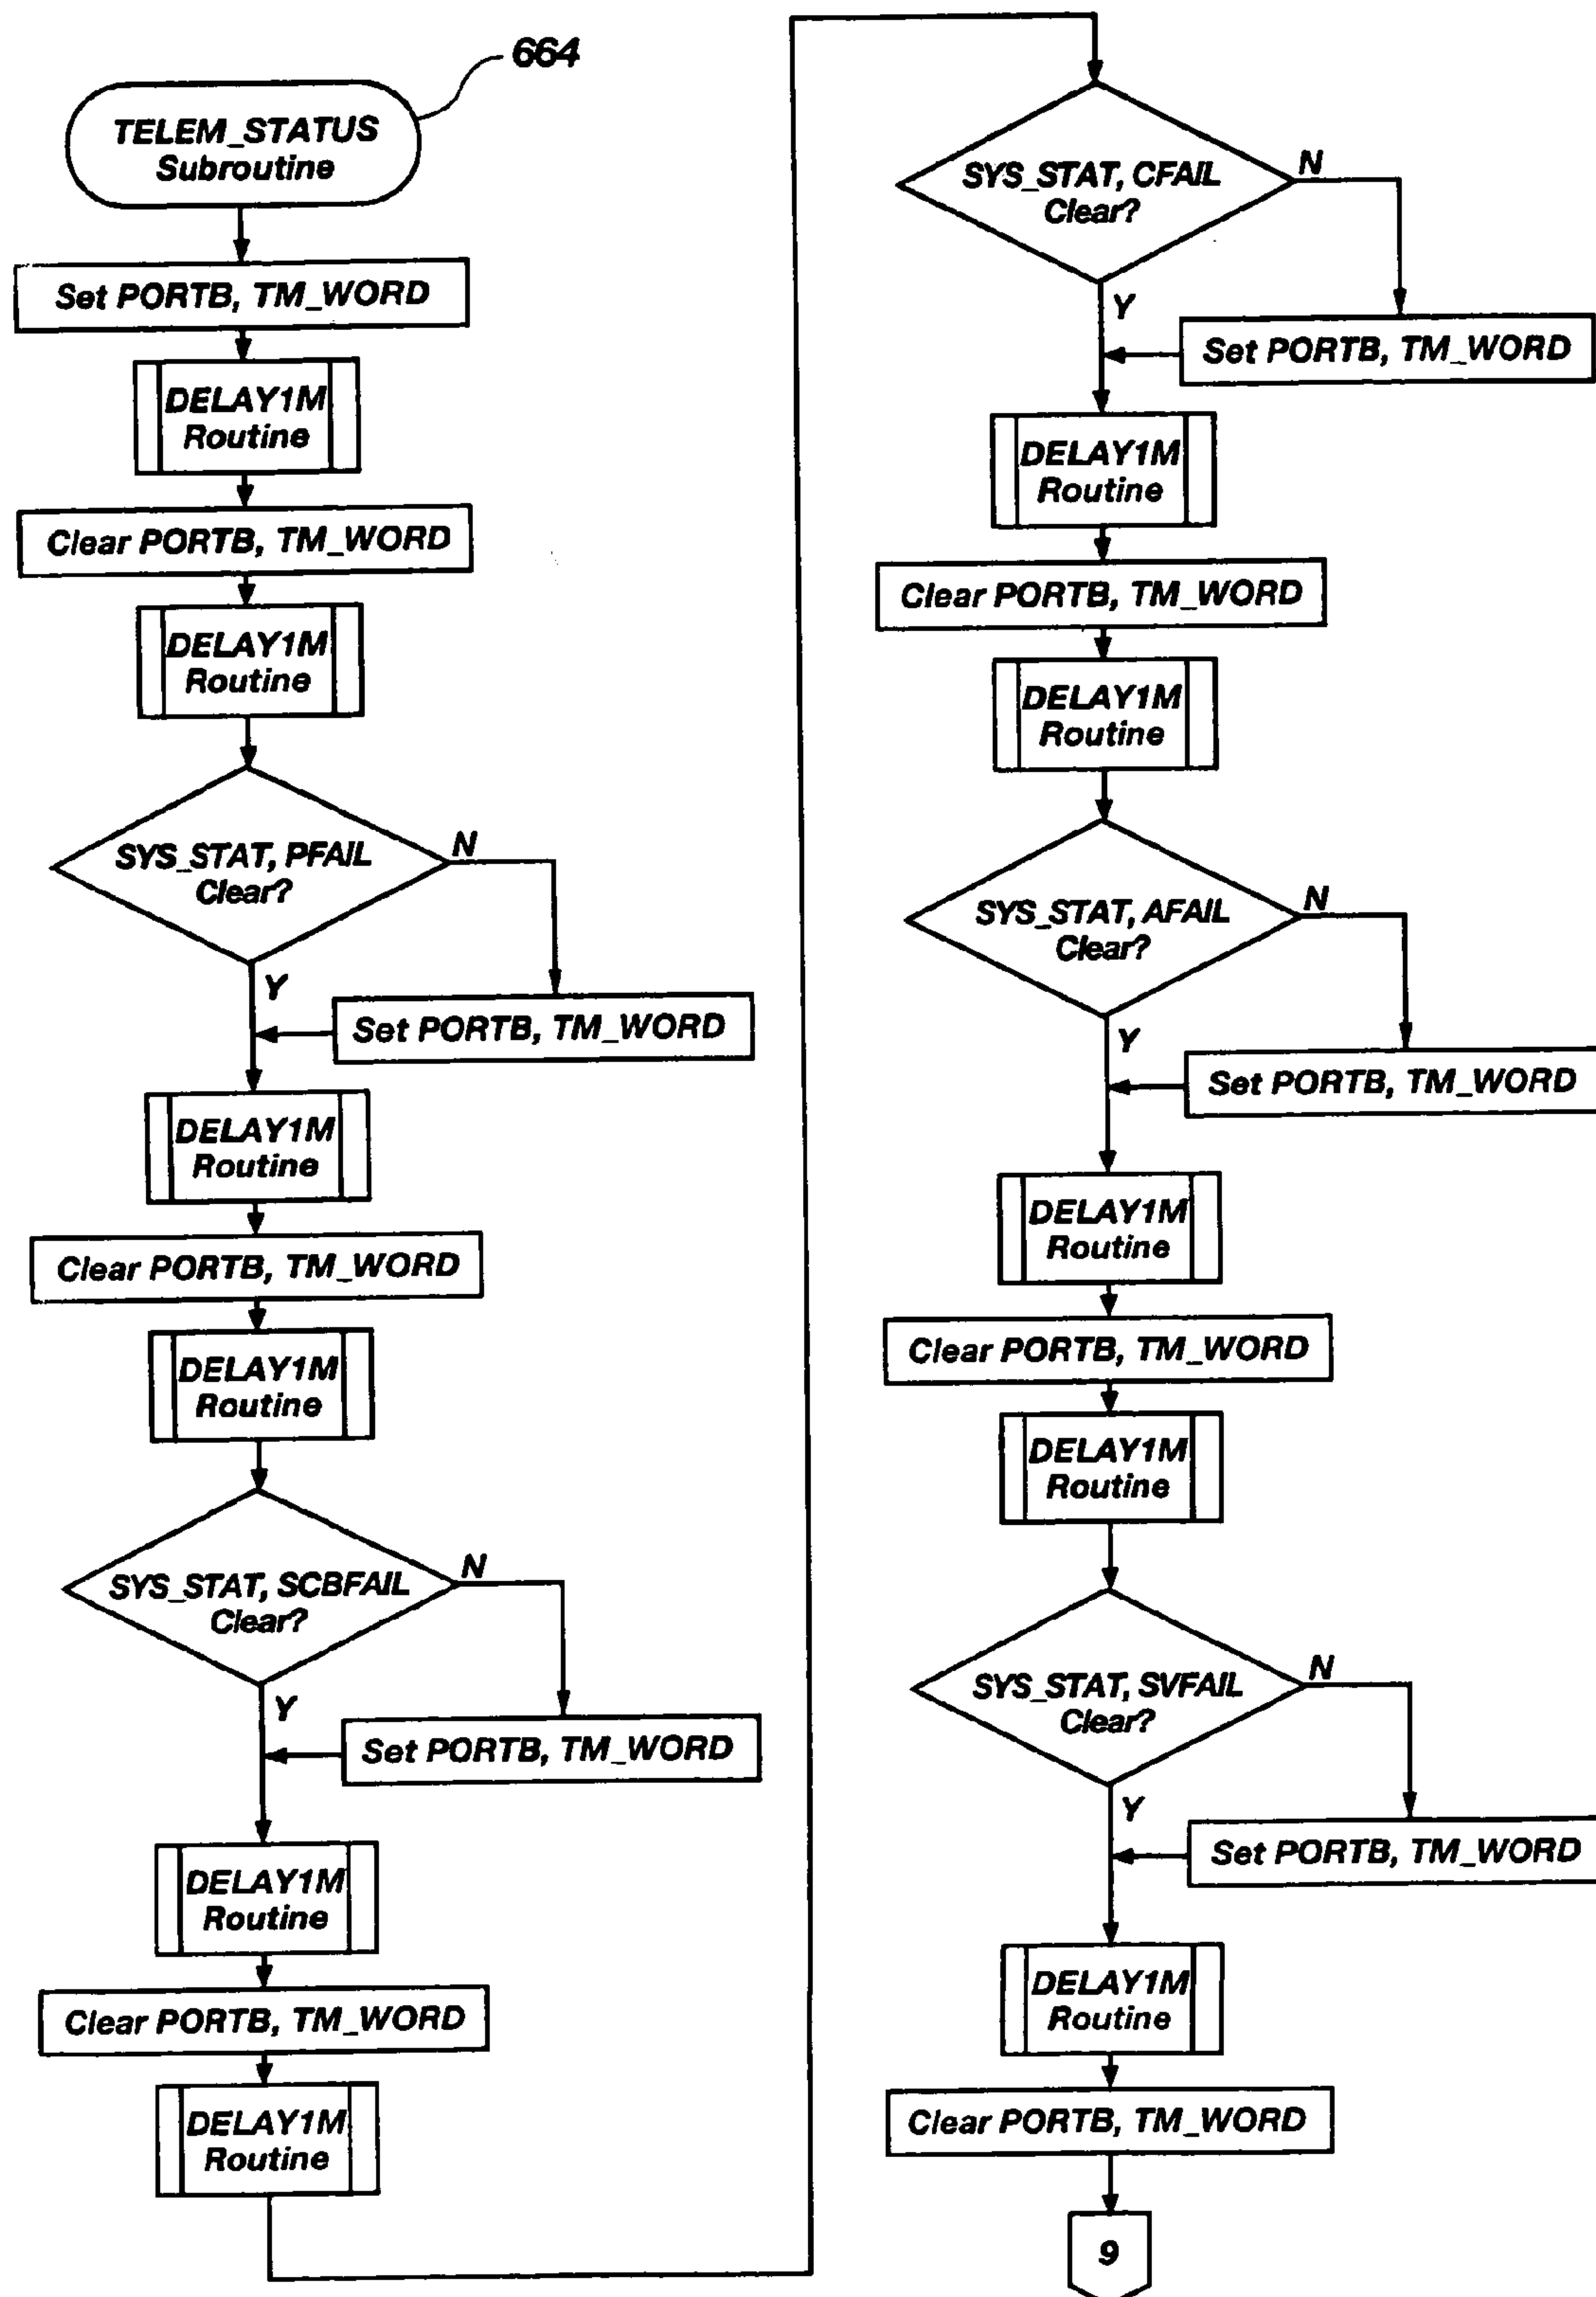 664
TELEM_STATUS
Subroutine
Set PORTB, TM_WORD
DELAY1M
Routine
Clear PORTB, TM_WORD
DELAY1M
Routine
SYS_STAT, PFAIL
Clear?
N
Y
Set PORTB, TM_WORD
DELAY1M
Routine
Clear PORTB, TM_WORD
DELAY1M
Routine
SYS_STAT, SCBFAIL
Clear?
N
Y
Set PORTB, TM_WORD
DELAY1M
Routine
Clear PORTB, TM_WORD
DELAY1M
Routine
SYS_STAT, CFAIL
Clear?
N
Y
Set PORTB, TM_WORD
DELAY1M
Routine
Clear PORTB, TM_WORD
DELAY1M
Routine
SYS_STAT, AFAIL
Clear?
N
Y
Set PORTB, TM_WORD
DELAY1M
Routine
Clear PORTB, TM_WORD
DELAY1M
Routine
SYS_STAT, SVFAIL
Clear?
N
Y
Set PORTB, TM_WORD
DELAY1M
Routine
Clear PORTB, TM_WORD
9